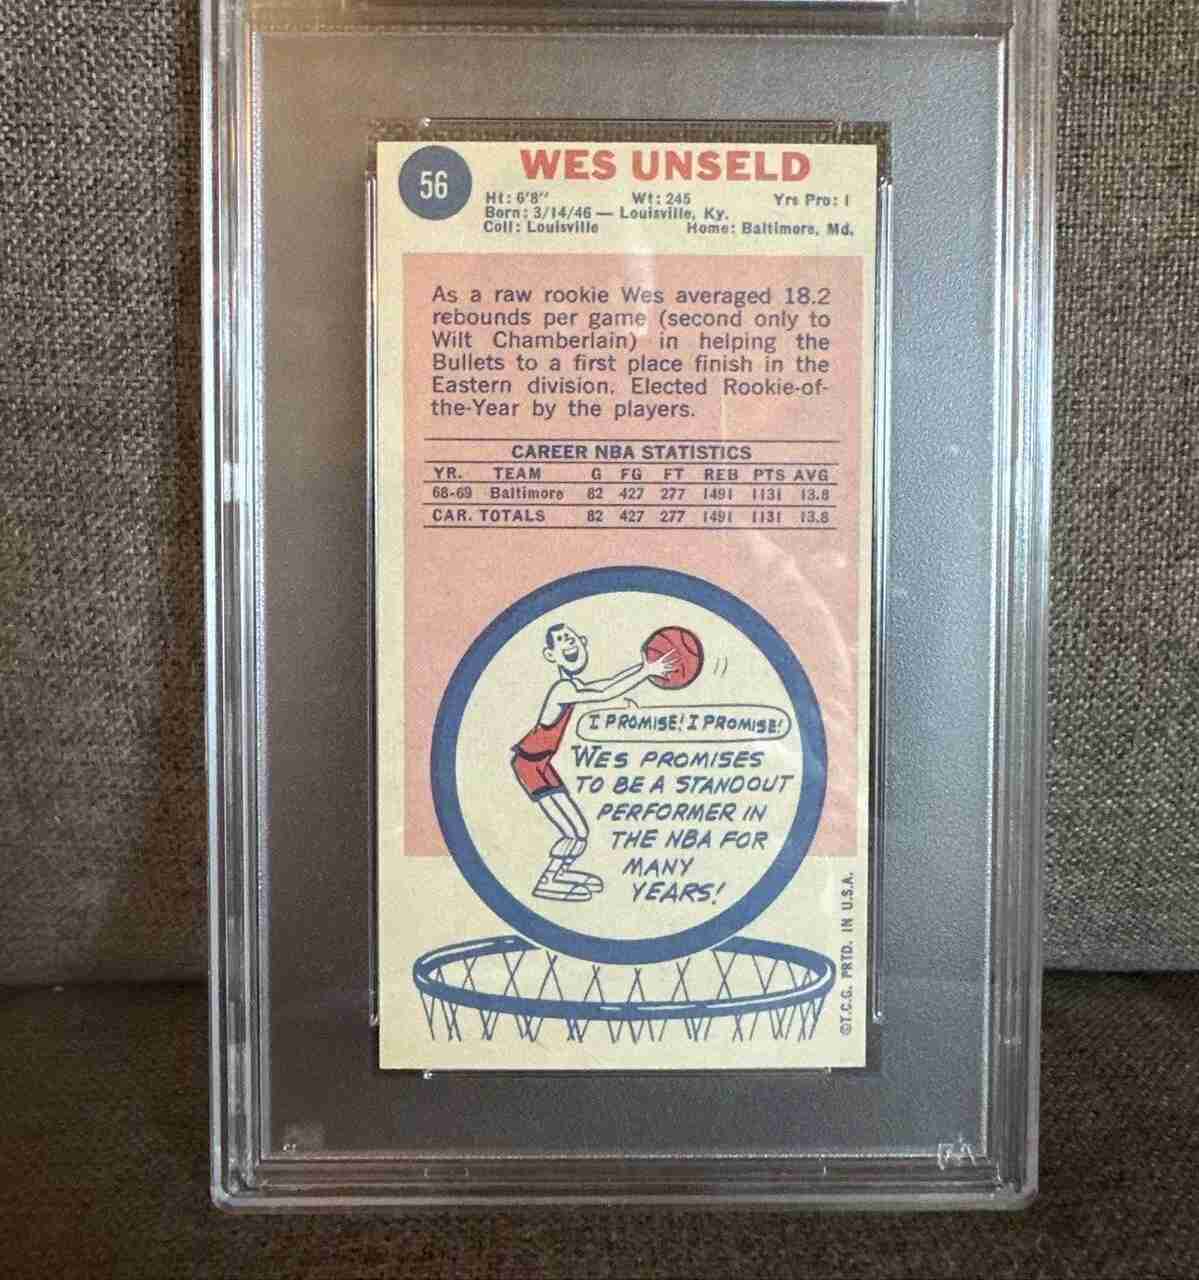 56
WES UNSELD
Ht: 6'8" Wt: 245 Yrs Pro: 1
Born: 3/14/46 — Louisville, Ky.
Coll: Louisville Home: Baltimore, Md.
As a raw rookie Wes averaged 18.2
rebounds per game (second only to
Wilt Chamberlain) in helping the
Bullets to a first place finish in the
Eastern division. Elected Rookie-of-
the-Year by the players.
CAREER NBA STATISTICS
YR. TEAM G FG FT REB PTS AVG
68-69 Baltimore 82 427 277 1491 1131 13.8
CAR. TOTALS 82 427 277 1491 1131 13.8
I PROMISE! I PROMISE!
WES PROMISES
TO BE A STANDOUT
PERFORMER IN
THE NBA FOR
MANY
YEARS!
©T.C.G. PRTD. IN U.S.A.